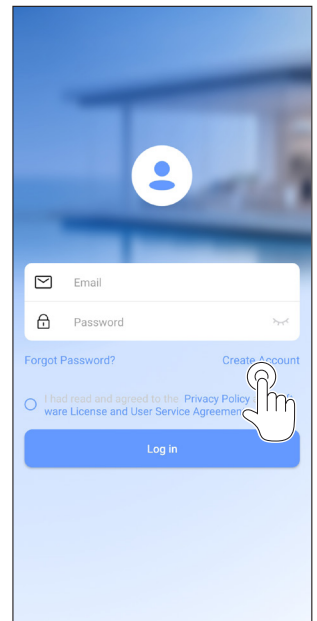 Email
Password
Forgot Password?
Create Account
I had read and agreed to the Privacy Policy
ware License and User Service Agreement
Log in